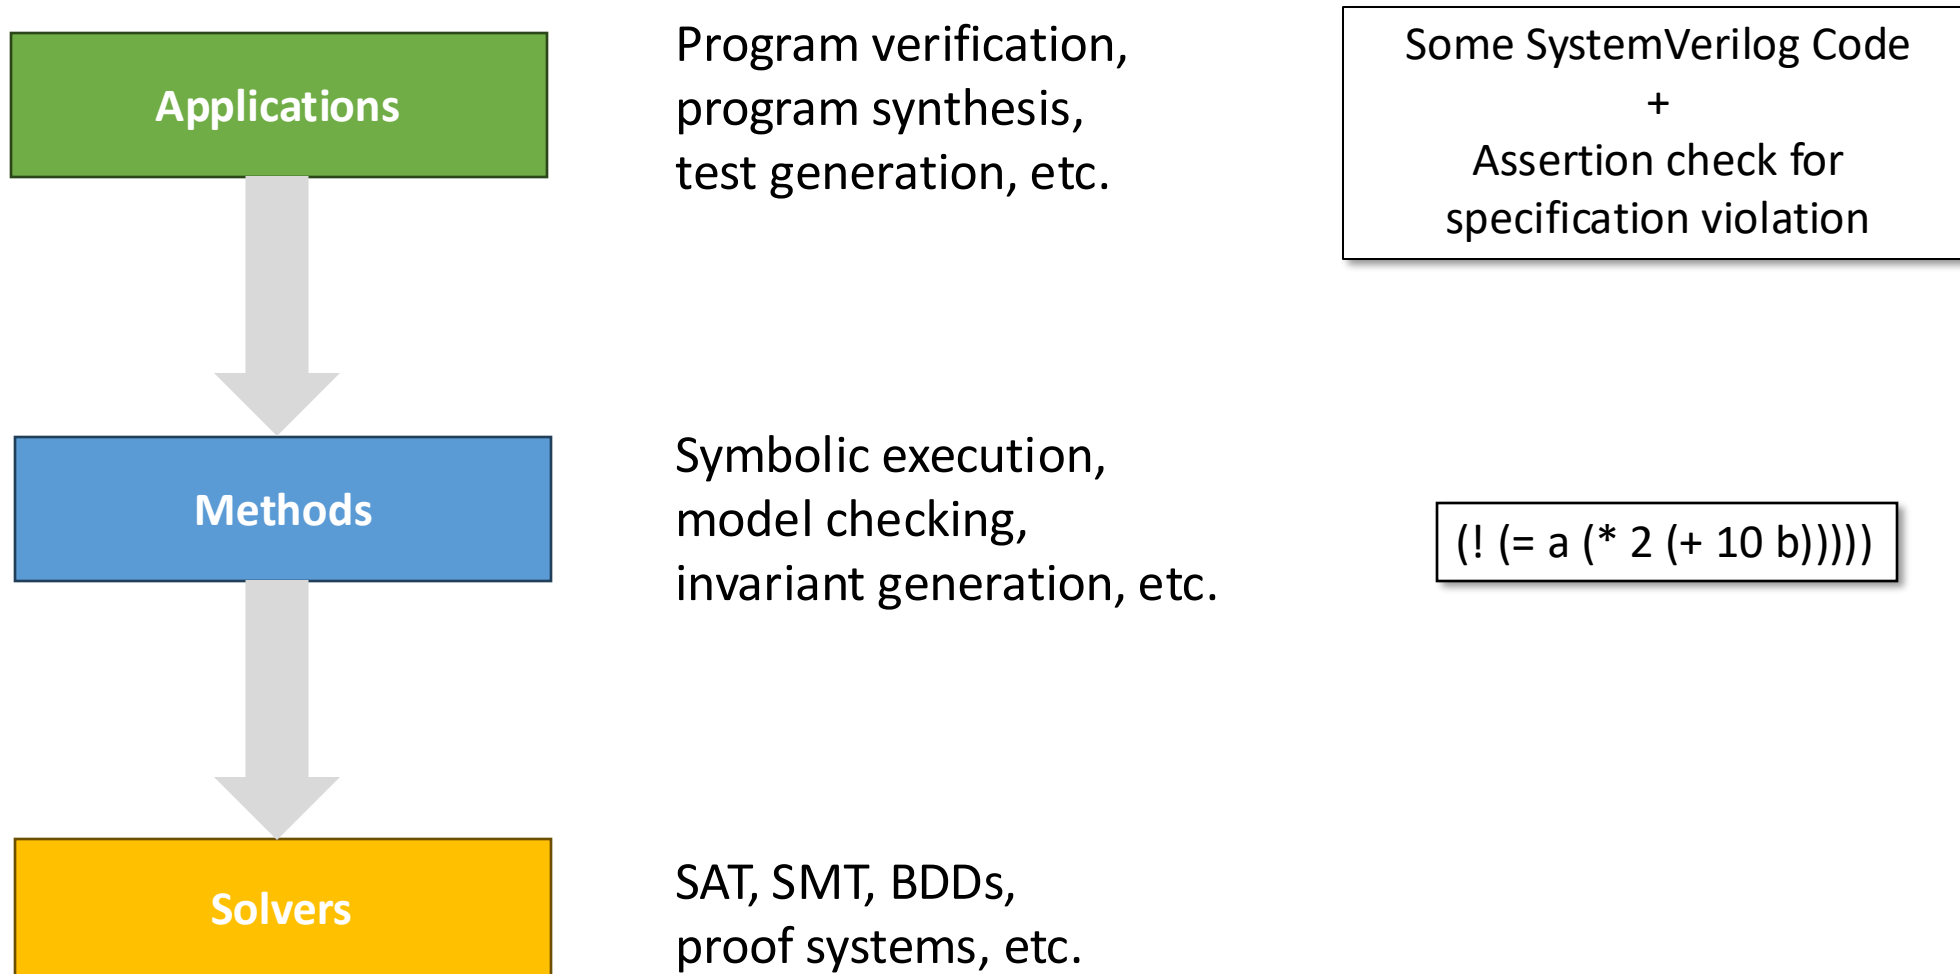 Applications
Program verification,
program synthesis,
test generation, etc.
Some SystemVerilog Code
+
Assertion check for
specification violation
Methods
Symbolic execution,
model checking,
invariant generation, etc.
(! (= a (* 2 (+ 10 b)))))
Solvers
SAT, SMT, BDDs,
proof systems, etc.